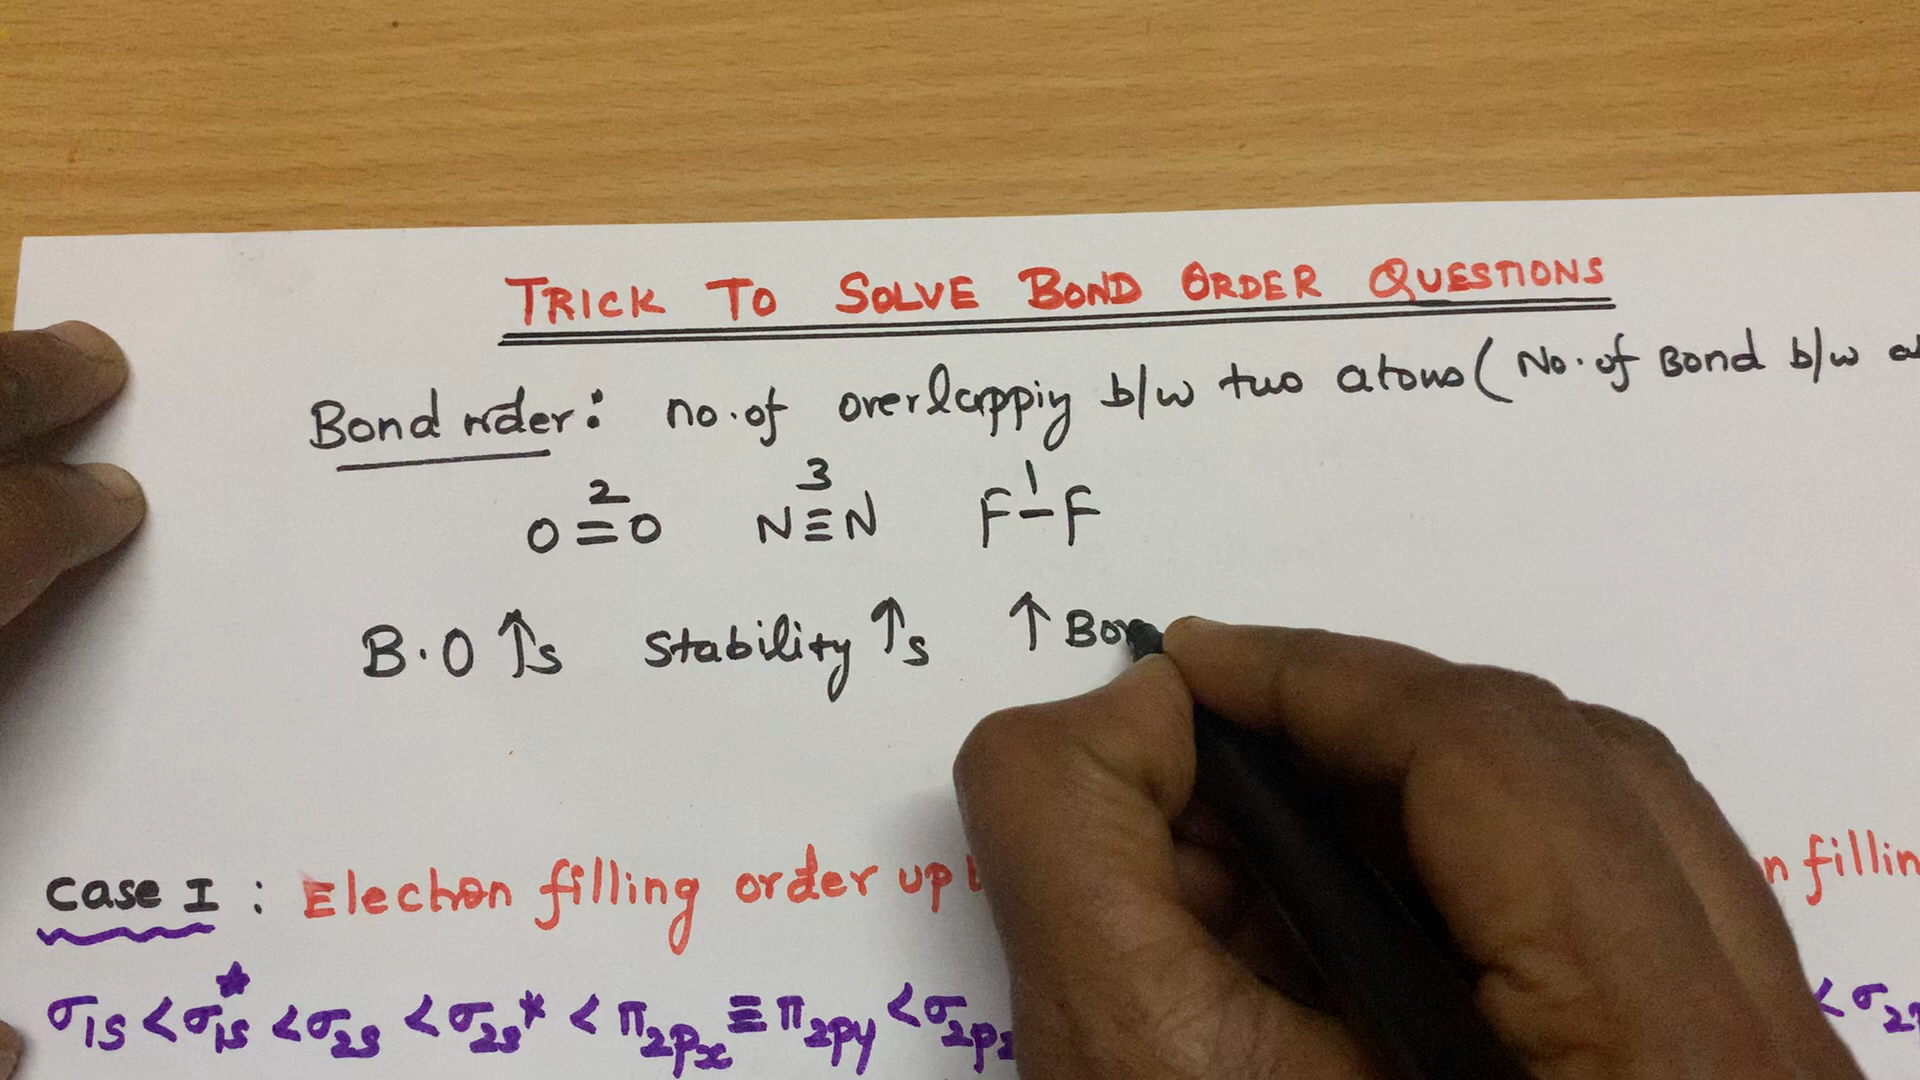 TRICK TO SOLVE BOND ORDER QUESTIONS
Bond order: no.of overlapping b/w two atoms (No.of Bond b/w
2 3 1
O=O N≡N F-F
B.O ↑s Stability ↑s ↑
Case I : Electron filling order up
σ1s < σ*1s < σ2s < σ2s* < π2px ≡ π2py < σ2pz